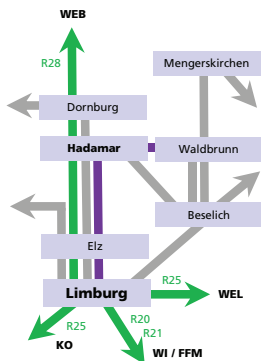 WEB
R28
Mengerskirchen
Dornburg
Hadamar
Waldbrunn
Beselich
Elz
Limburg
R25
WEL
R25
R20
R21
KO
WI / FFM